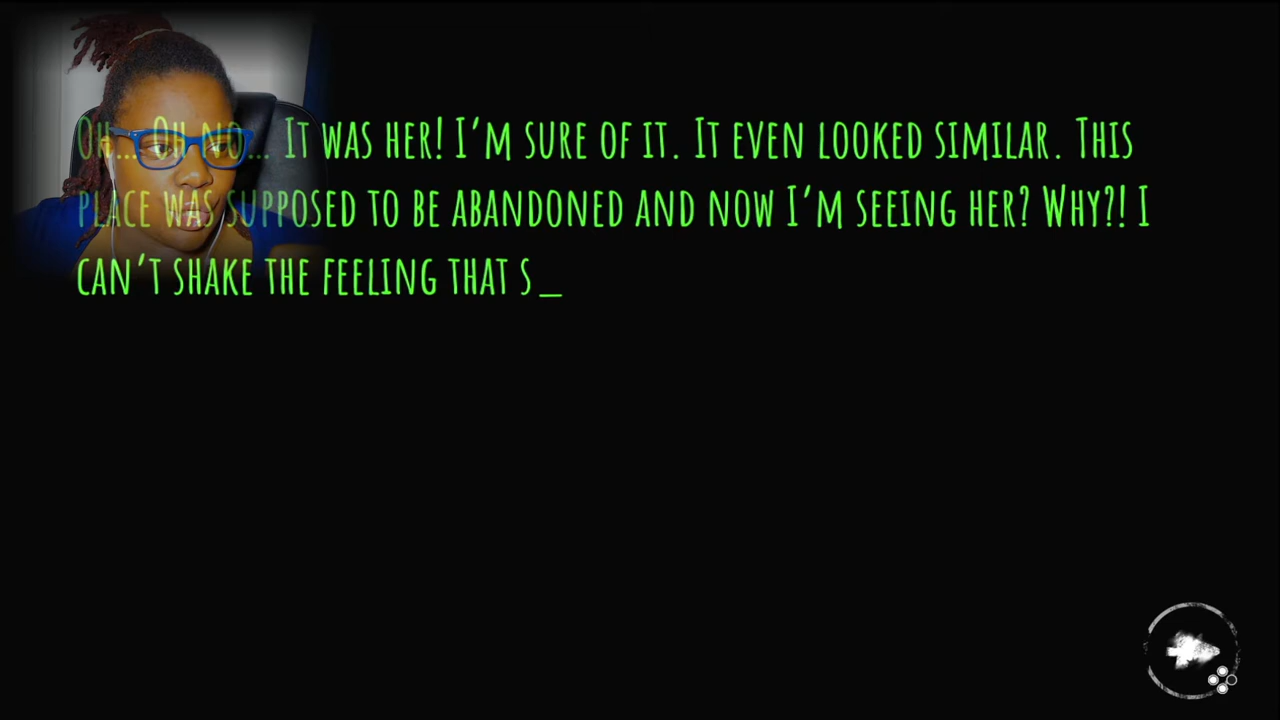 Oh... Oh no... It was her! I'm sure of it. It even looked similar. This
place was supposed to be abandoned and now I'm seeing her? Why?! I
can't shake the feeling that s_